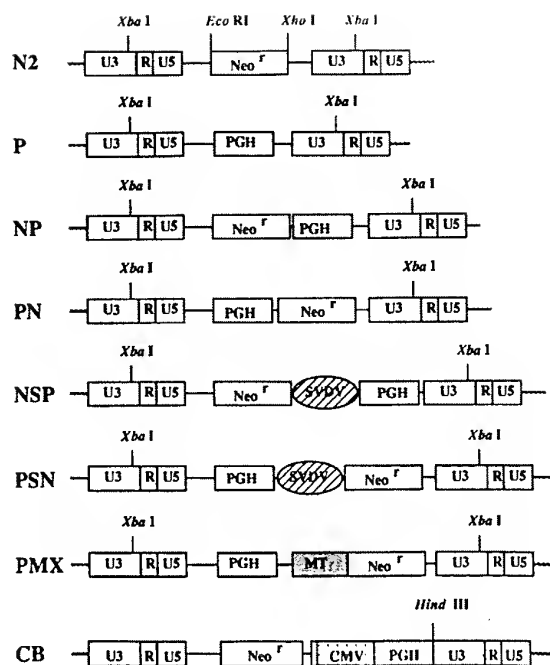 Xba I Eco RI Xho I Xba I
N2 U3 R U5 Neo r U3 R U5
Xba I Xba I
P U3 R U5 PGH U3 R U5
Xba I Xba I
NP U3 R U5 Neo r PGH U3 R U5
Xba I Xba I
PN U3 R U5 PGH Neo r U3 R U5
Xba I Xba I
NSP U3 R U5 Neo r SVDV PGH U3 R U5
Xba I Xba I
PSN U3 R U5 PGH SVDV Neo r U3 R U5
Xba I Xba I
PMX U3 R U5 PGH MT Neo r U3 R U5
Hind III
CB U3 R U5 Neo r CMV PGH U3 R U5